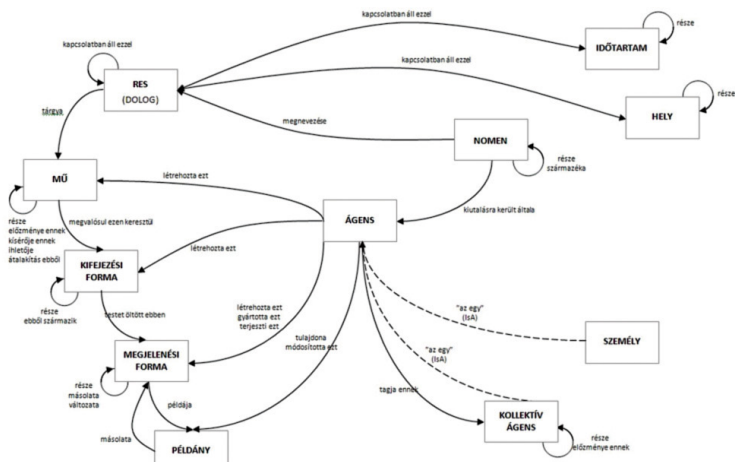 kapcsolatban áll ezzel
része
IDŐTARTAM
kapcsolatban áll ezzel
RES
(DOLOG)
kapcsolatban áll ezzel
része
HELY
tárgya
megnevezése
NOMEN
része
származéka
MŰ
létrehozta ezt
kiutalásra került általa
része
előzménye ennek
kísérője ennek
ihletője
átalakítás ebből
megvalósul ezen keresztül
ÁGENS
létrehozta ezt
KIFEJEZÉSI
FORMA
része
ebből származik
testet öltött ebben
létrehozta ezt
gyártotta ezt
terjeszti ezt
"az egy"
(IsA)
tulajdona
módosította ezt
SZEMÉLY
MEGJELENÉSI
FORMA
"az egy"
(IsA)
része
másolata
változata
példája
tagja ennek
KOLLEKTÍV
ÁGENS
másolata
PÉLDÁNY
része
előzménye ennek